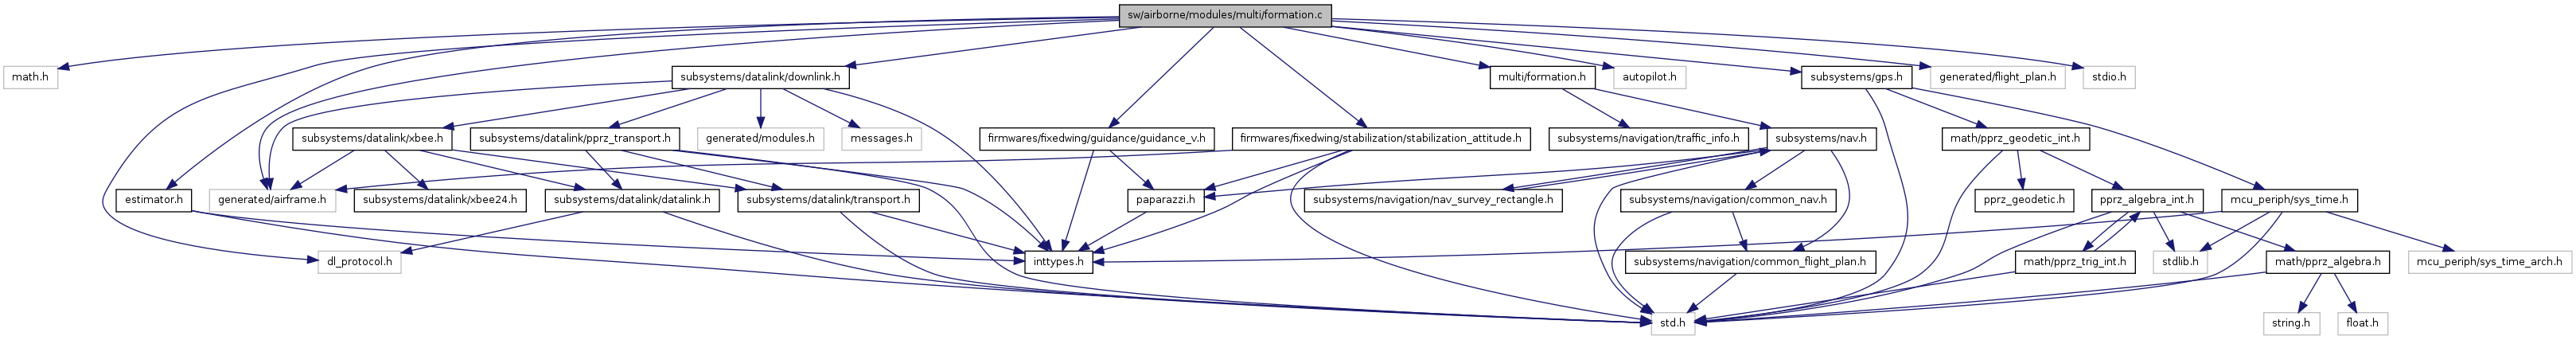 sw/airborne/modules/multi/formation.c
math.h
subsystems/datalink/downlink.h
multi/formation.h
autopilot.h
subsystems/gps.h
generated/flight_plan.h
stdio.h
subsystems/datalink/xbee.h
subsystems/datalink/pprz_transport.h
generated/modules.h
messages.h
firmwares/fixedwing/guidance/guidance_v.h
firmwares/fixedwing/stabilization/stabilization_attitude.h
subsystems/navigation/traffic_info.h
subsystems/nav.h
math/pprz_geodetic_int.h
estimator.h
generated/airframe.h
subsystems/datalink/xbee24.h
subsystems/datalink/datalink.h
subsystems/datalink/transport.h
paparazzi.h
subsystems/navigation/nav_survey_rectangle.h
subsystems/navigation/common_nav.h
pprz_geodetic.h
pprz_algebra_int.h
mcu_periph/sys_time.h
dl_protocol.h
inttypes.h
subsystems/navigation/common_flight_plan.h
math/pprz_trig_int.h
stdlib.h
math/pprz_algebra.h
mcu_periph/sys_time_arch.h
std.h
string.h
float.h